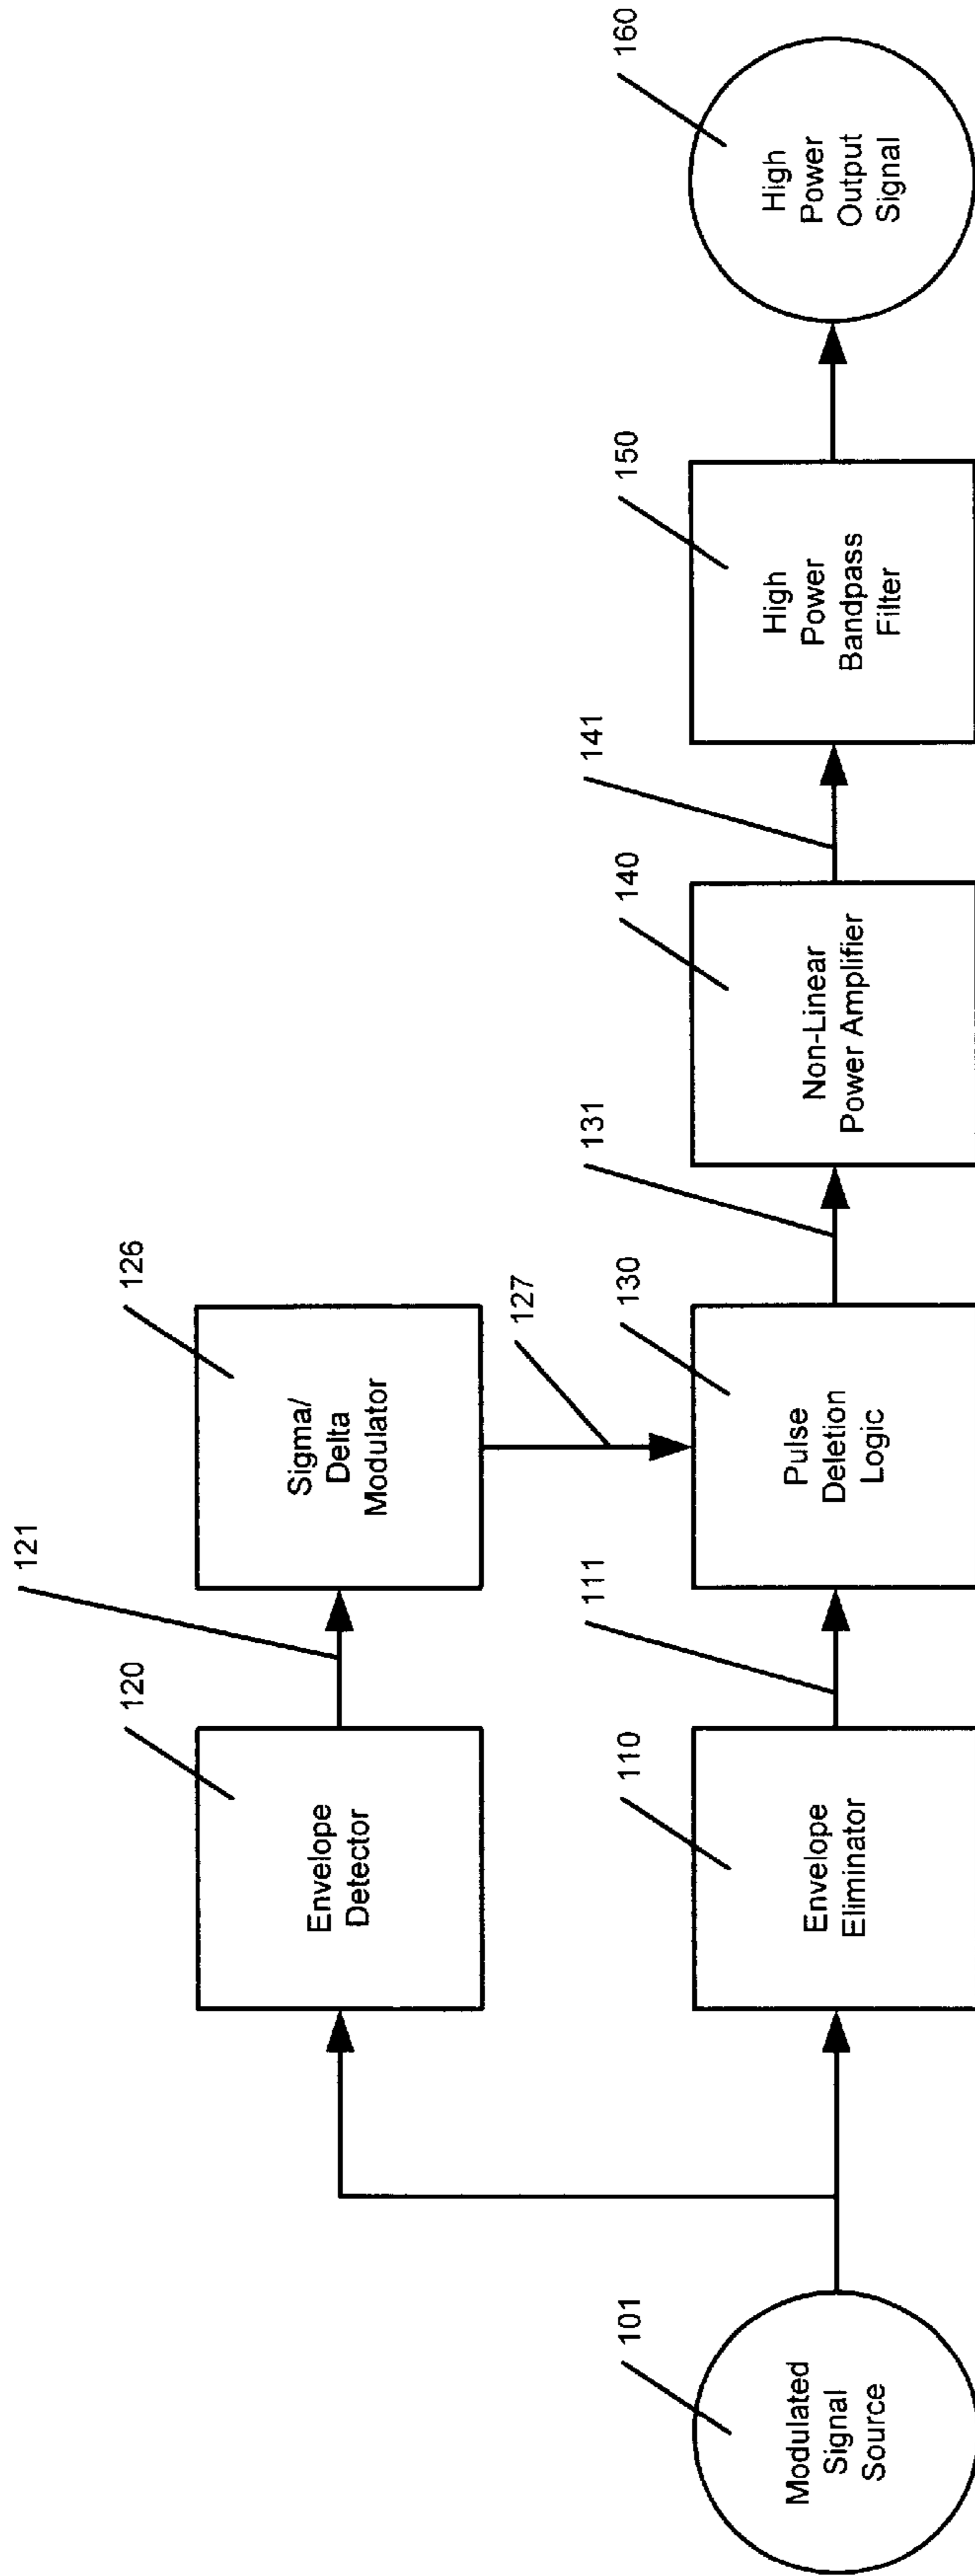 121
120
Envelope
Detector
126
Sigma/
Delta
Modulator
127
101
Modulated
Signal
Source
110
Envelope
Eliminator
111
130
Pulse
Deletion
Logic
131
140
Non-Linear
Power Amplifier
141
150
High
Power
Bandpass
Filter
160
High
Power
Output
Signal